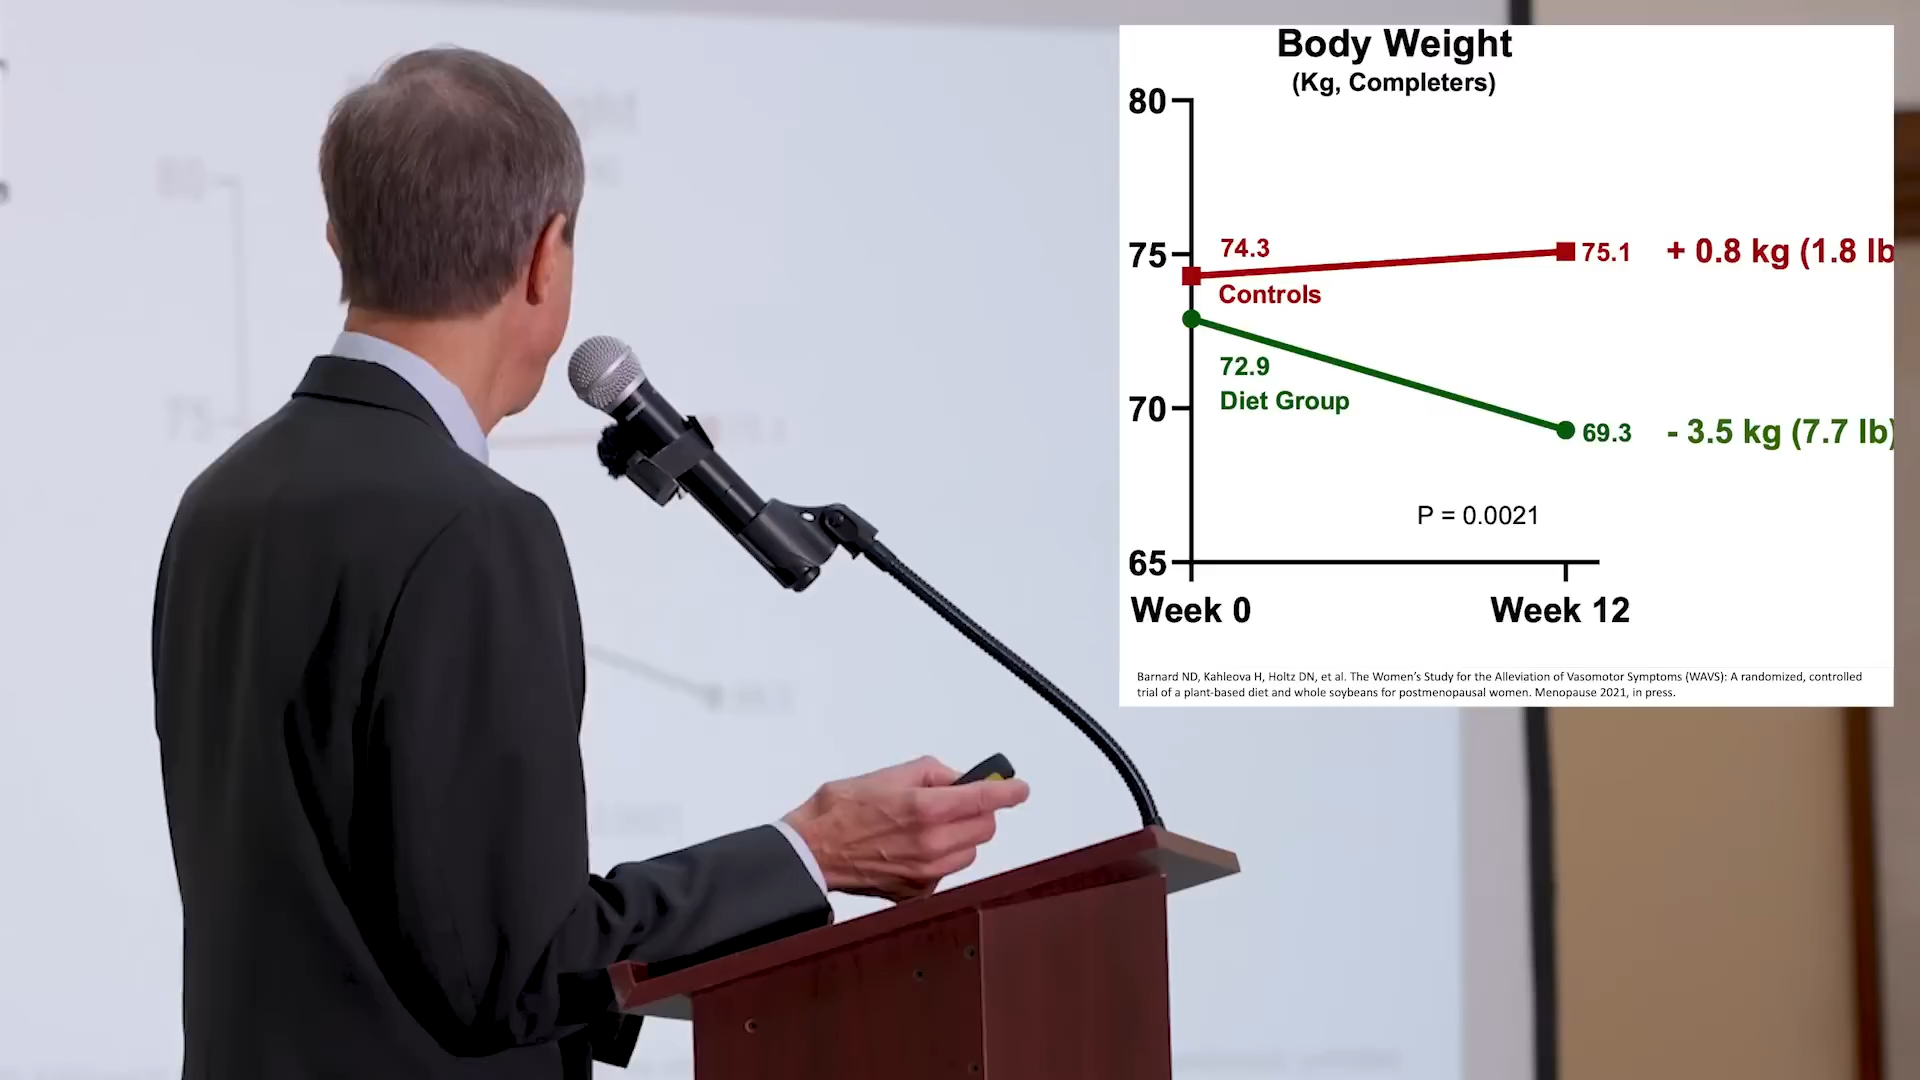 Body Weight
(Kg, Completers)
80
75
70
65
74.3
Controls
75.1
+ 0.8 kg (1.8 lb
72.9
Diet Group
69.3
- 3.5 kg (7.7 lb)
P = 0.0021
Week 0
Week 12
Barnard ND, Kahleova H, Holtz DN, et al. The Women’s Study for the Alleviation of Vasomotor Symptoms (WAVS): A randomized, controlled
trial of a plant-based diet and whole soybeans for postmenopausal women. Menopause 2021, in press.
80
75